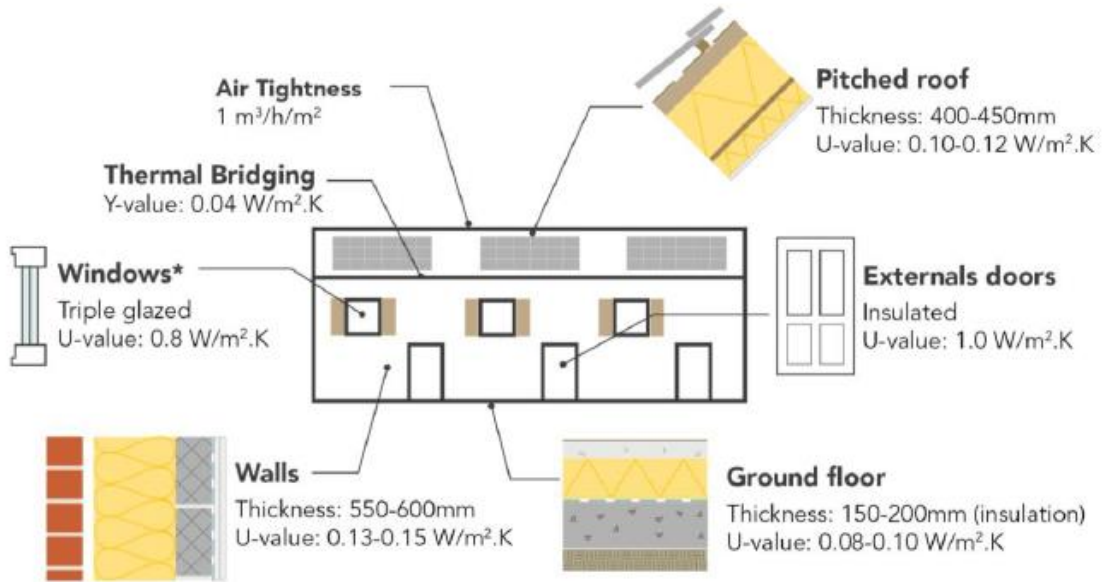 Air Tightness
1 m³/h/m²
Pitched roof
Thickness: 400-450mm
U-value: 0.10-0.12 W/m².K
Thermal Bridging
Y-value: 0.04 W/m².K
Windows*
Triple glazed
U-value: 0.8 W/m².K
Externals doors
Insulated
U-value: 1.0 W/m².K
Walls
Thickness: 550-600mm
U-value: 0.13-0.15 W/m².K
Ground floor
Thickness: 150-200mm (insulation)
U-value: 0.08-0.10 W/m².K